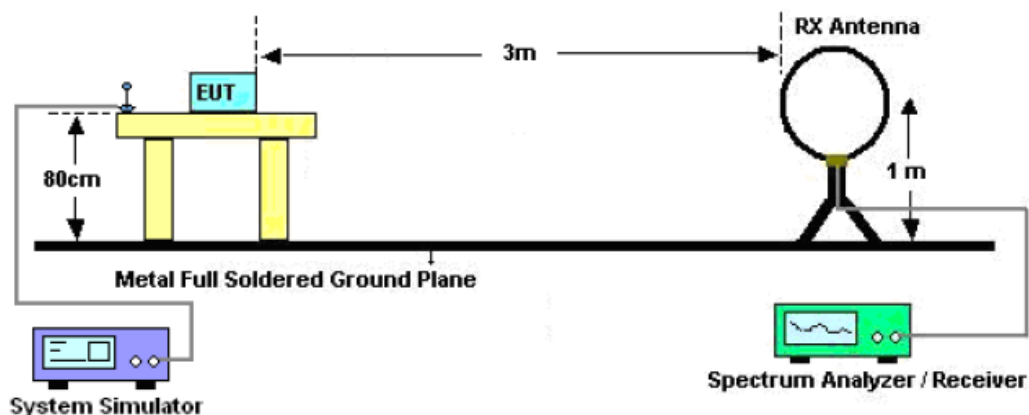 RX Antenna
3m
EUT
80cm
1 m
Metal Full Soldered Ground Plane
System Simulator
Spectrum Analyzer / Receiver